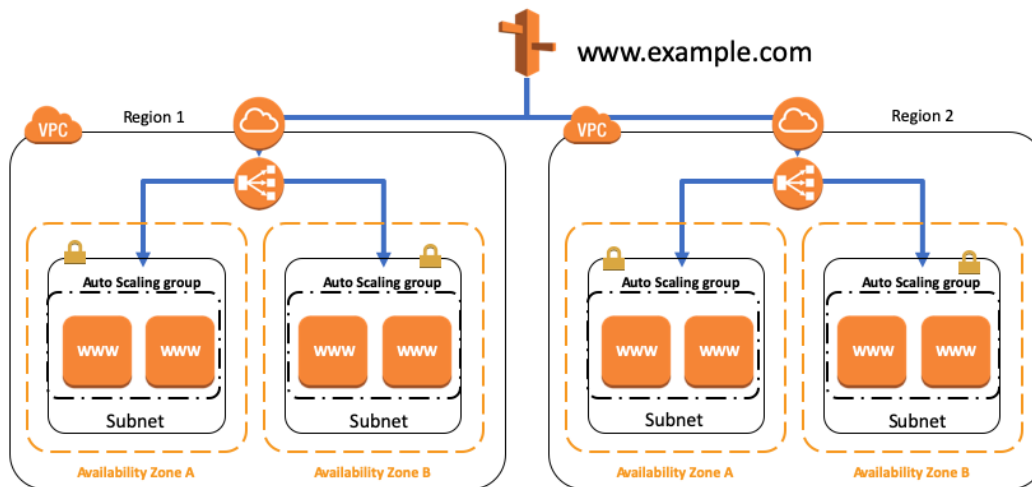 www.example.com
Region 1
VPC
VPC
Region 2
Auto Scaling group
Auto Scaling group
Auto Scaling group
Auto Scaling group
www
www
www
www
www
www
www
www
Subnet
Subnet
Subnet
Subnet
Availability Zone A
Availability Zone B
Availability Zone A
Availability Zone B